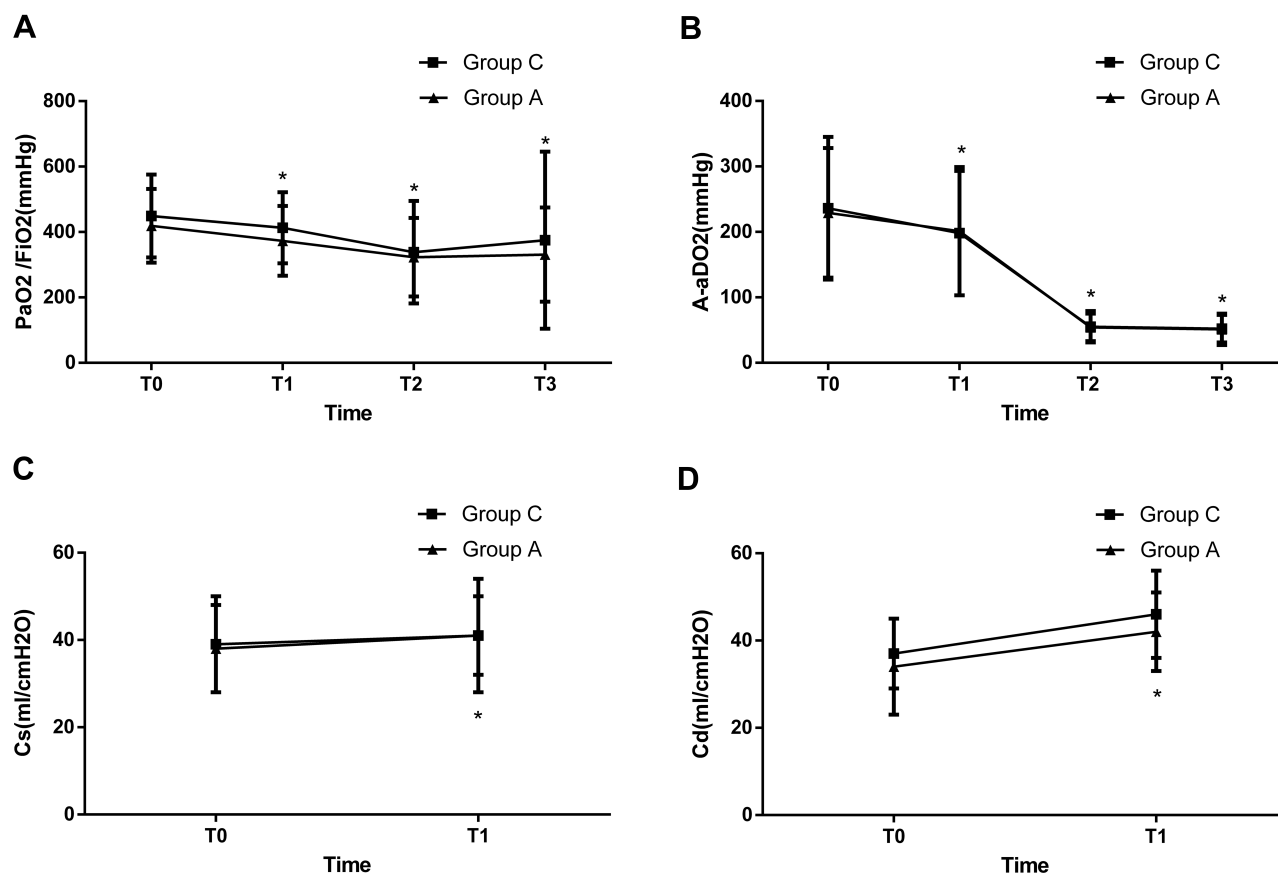 A
Group C
Group A
PaO2 /FiO2(mmHg)
800
600
400
200
0
*
*
*
T0 T1 T2 T3
Time
B
Group C
Group A
A-aDO2(mmHg)
400
300
200
100
0
*
*
*
T0 T1 T2 T3
Time
C
Group C
Group A
Cs(ml/cmH2O)
60
40
20
0
*
T0 T1
Time
D
Group C
Group A
Cd(ml/cmH2O)
60
40
20
0
*
T0 T1
Time